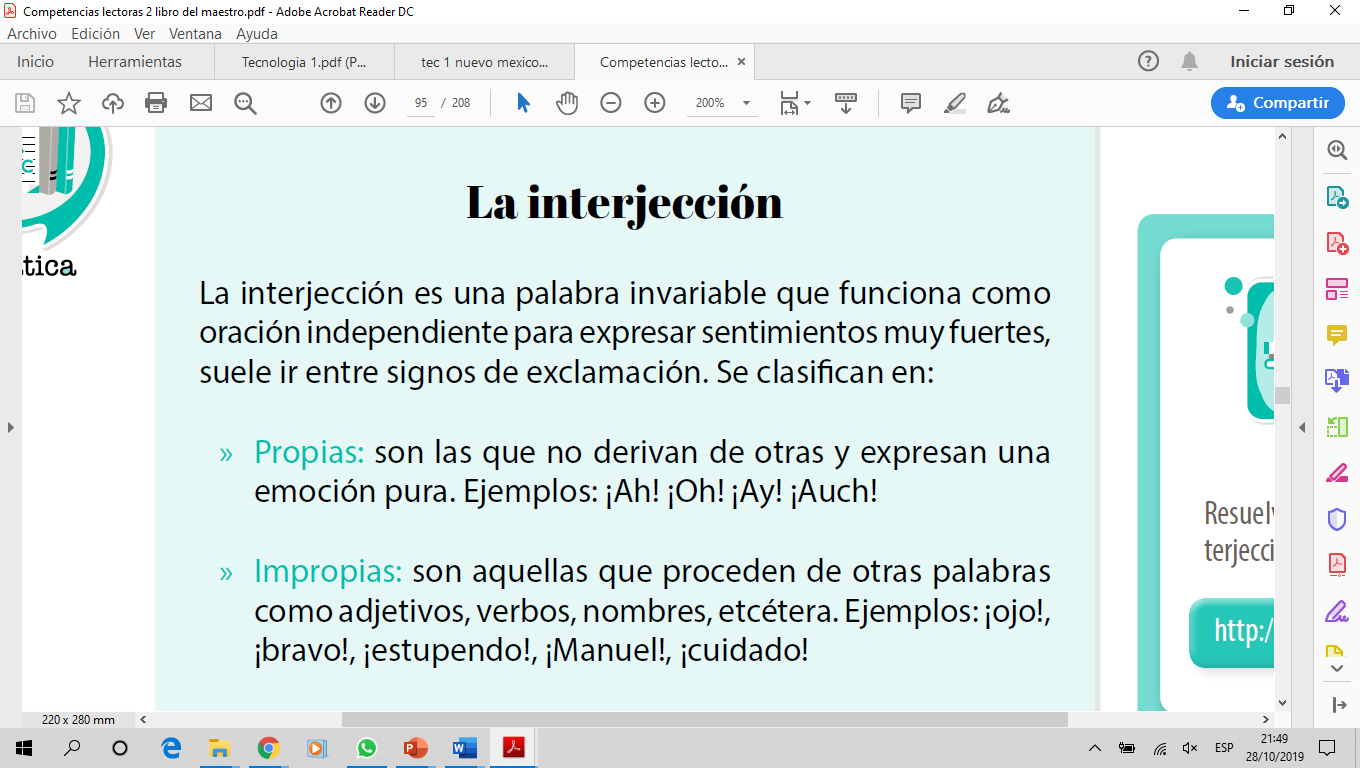 Competencias lectoras 2 libro del maestro.pdf - Adobe Acrobat Reader DC
Archivo Edición Ver Ventana Ayuda
Inicio Herramientas Tecnologia 1.pdf (P... tec 1 nuevo mexico... Competencias lecto... Iniciar sesión
95 / 208 200% Compartir
tica
La interjección
La interjección es una palabra invariable que funciona como
oración independiente para expresar sentimientos muy fuertes,
suele ir entre signos de exclamación. Se clasifican en:
» Propias: son las que no derivan de otras y expresan una
emoción pura. Ejemplos: ¡Ah! ¡Oh! ¡Ay! ¡Auch!
» Impropias: son aquellas que proceden de otras palabras
como adjetivos, verbos, nombres, etcétera. Ejemplos: ¡ojo!,
¡bravo!, ¡estupendo!, ¡Manuel!, ¡cuidado!
Resuel
terjecci
http:/
220 x 280 mm
ESP
21:49
28/10/2019